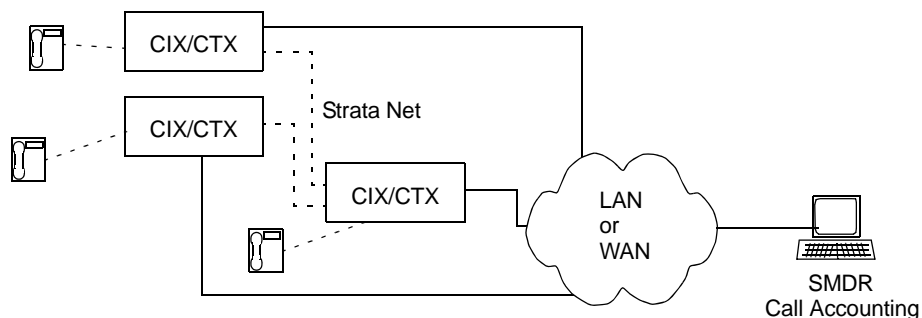 CIX/CTX
CIX/CTX
Strata Net
CIX/CTX
LAN
or
WAN
SMDR
Call Accounting